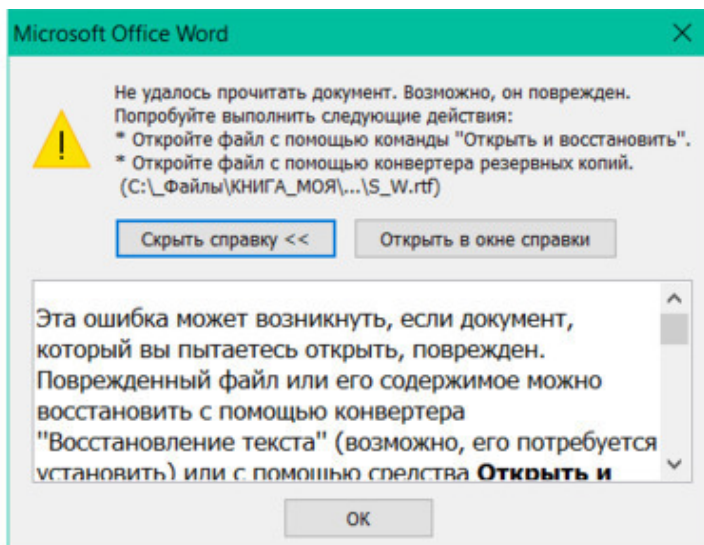 Microsoft Office Word
Не удалось прочитать документ. Возможно, он поврежден.
Попробуйте выполнить следующие действия:
* Откройте файл с помощью команды "Открыть и восстановить".
* Откройте файл с помощью конвертера резервных копий.
(C:\_Файлы\КНИГА_МОЯ\...\S_W.rtf)
Скрыть справку <<
Открыть в окне справки
Эта ошибка может возникнуть, если документ,
который вы пытаетесь открыть, поврежден.
Поврежденный файл или его содержимое можно
восстановить с помощью конвертера
"Восстановление текста" (возможно, его потребуется
установить) или с помощью средства Открыть и
ОК